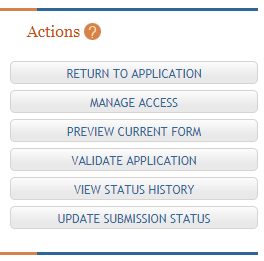 Actions ?
RETURN TO APPLICATION
MANAGE ACCESS
PREVIEW CURRENT FORM
VALIDATE APPLICATION
VIEW STATUS HISTORY
UPDATE SUBMISSION STATUS